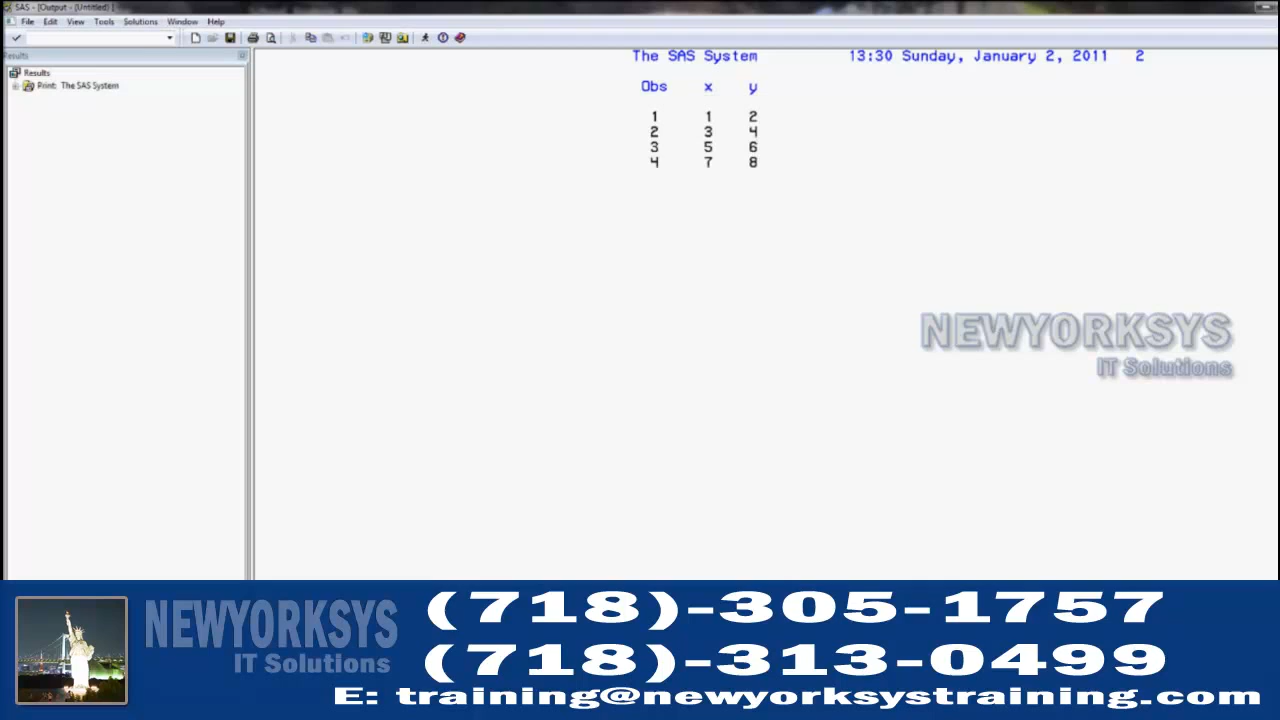 SAS - [Output - (Untitled)]
File Edit View Tools Solutions Window Help
Results
Results
Print: The SAS System
The SAS System 13:30 Sunday, January 2, 2011 2
Obs x y
1 1 2
2 3 4
3 5 6
4 7 8
NEWYORKSYS
IT Solutions
NEWYORKSYS
IT Solutions
(718)-305-1757
(718)-313-0499
E: training@newyorksystraining.com